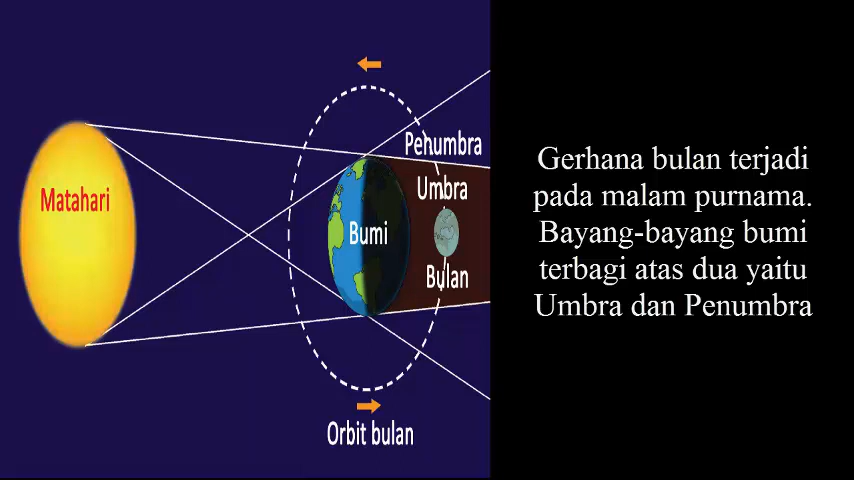 Matahari
Penumbra
Umbra
Bumi
Bulan
Orbit bulan
Gerhana bulan terjadi
pada malam purnama.
Bayang-bayang bumi
terbagi atas dua yaitu
Umbra dan Penumbra